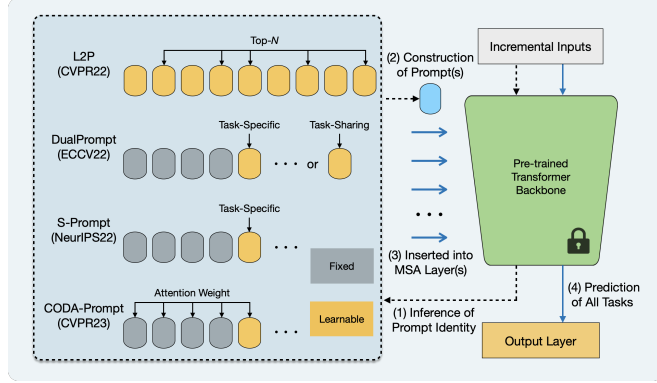 L2P
(CVPR22)
Top-N
DualPrompt
(ECCV22)
Task-Specific
Task-Sharing
• • • or
S-Prompt
(NeurIPS22)
Task-Specific
• • •
Fixed
CODA-Prompt
(CVPR23)
Attention Weight
• • •
Learnable
(2) Construction
of Prompt(s)
• • •
(3) Inserted into
MSA Layer(s)
(1) Inference of
Prompt Identity
Incremental Inputs
Pre-trained
Transformer
Backbone
(4) Prediction
of All Tasks
Output Layer